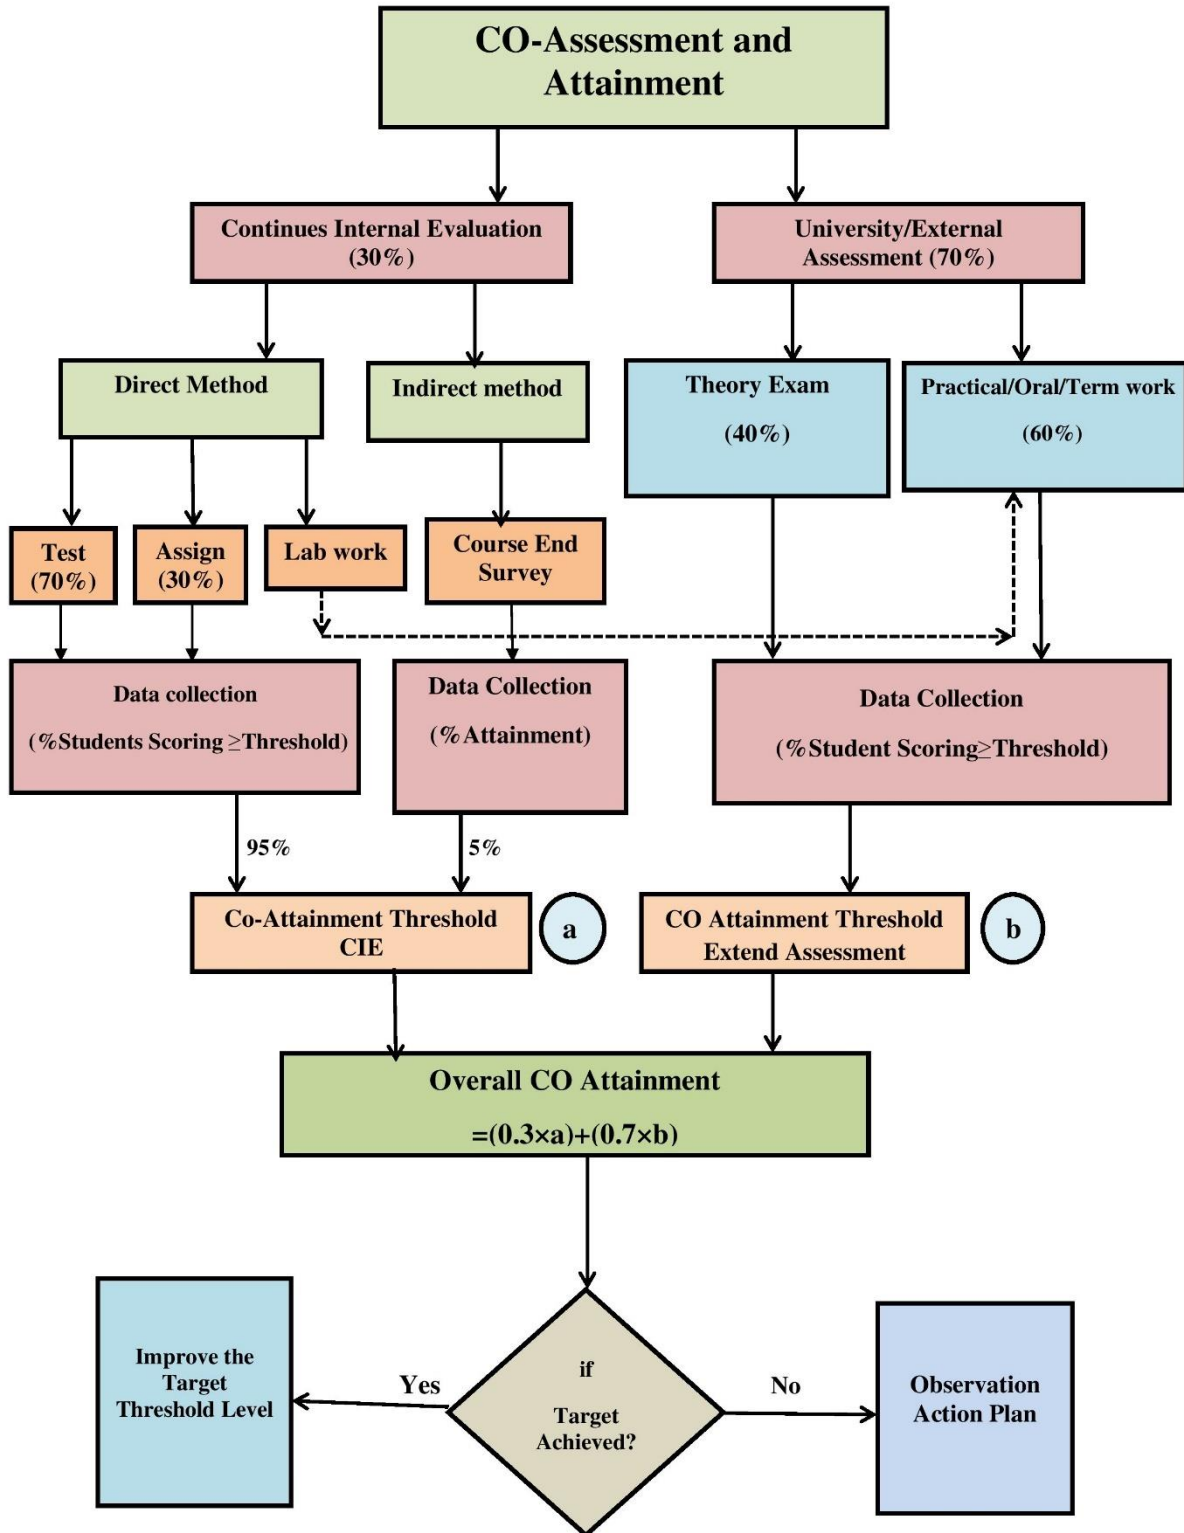 CO-Assessment and
Attainment
Continues Internal Evaluation
(30%)
University/External
Assessment (70%)
Direct Method
Indirect method
Theory Exam
(40%)
Practical/Oral/Term work
(60%)
Test
(70%)
Assign
(30%)
Lab work
Course End
Survey
Data collection
(%Students Scoring ≥Threshold)
Data Collection
(%Attainment)
Data Collection
(%Student Scoring≥Threshold)
95%
5%
Co-Attainment Threshold
CIE
a
CO Attainment Threshold
Extend Assessment
b
Overall CO Attainment
=(0.3×a)+(0.7×b)
Improve the
Target
Threshold Level
Yes
if
Target
Achieved?
No
Observation
Action Plan